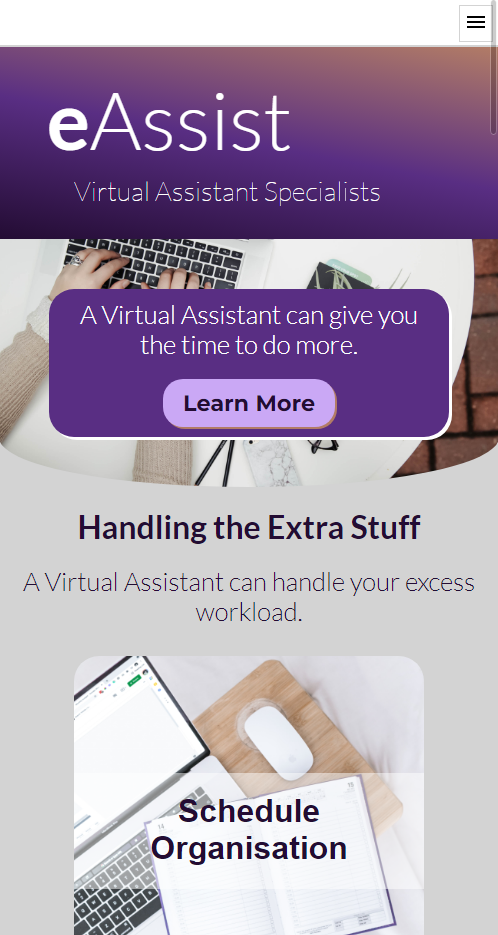 eAssist
Virtual Assistant Specialists
A Virtual Assistant can give you
the time to do more.
Learn More
Handling the Extra Stuff
A Virtual Assistant can handle your excess
workload.
Schedule
Organisation